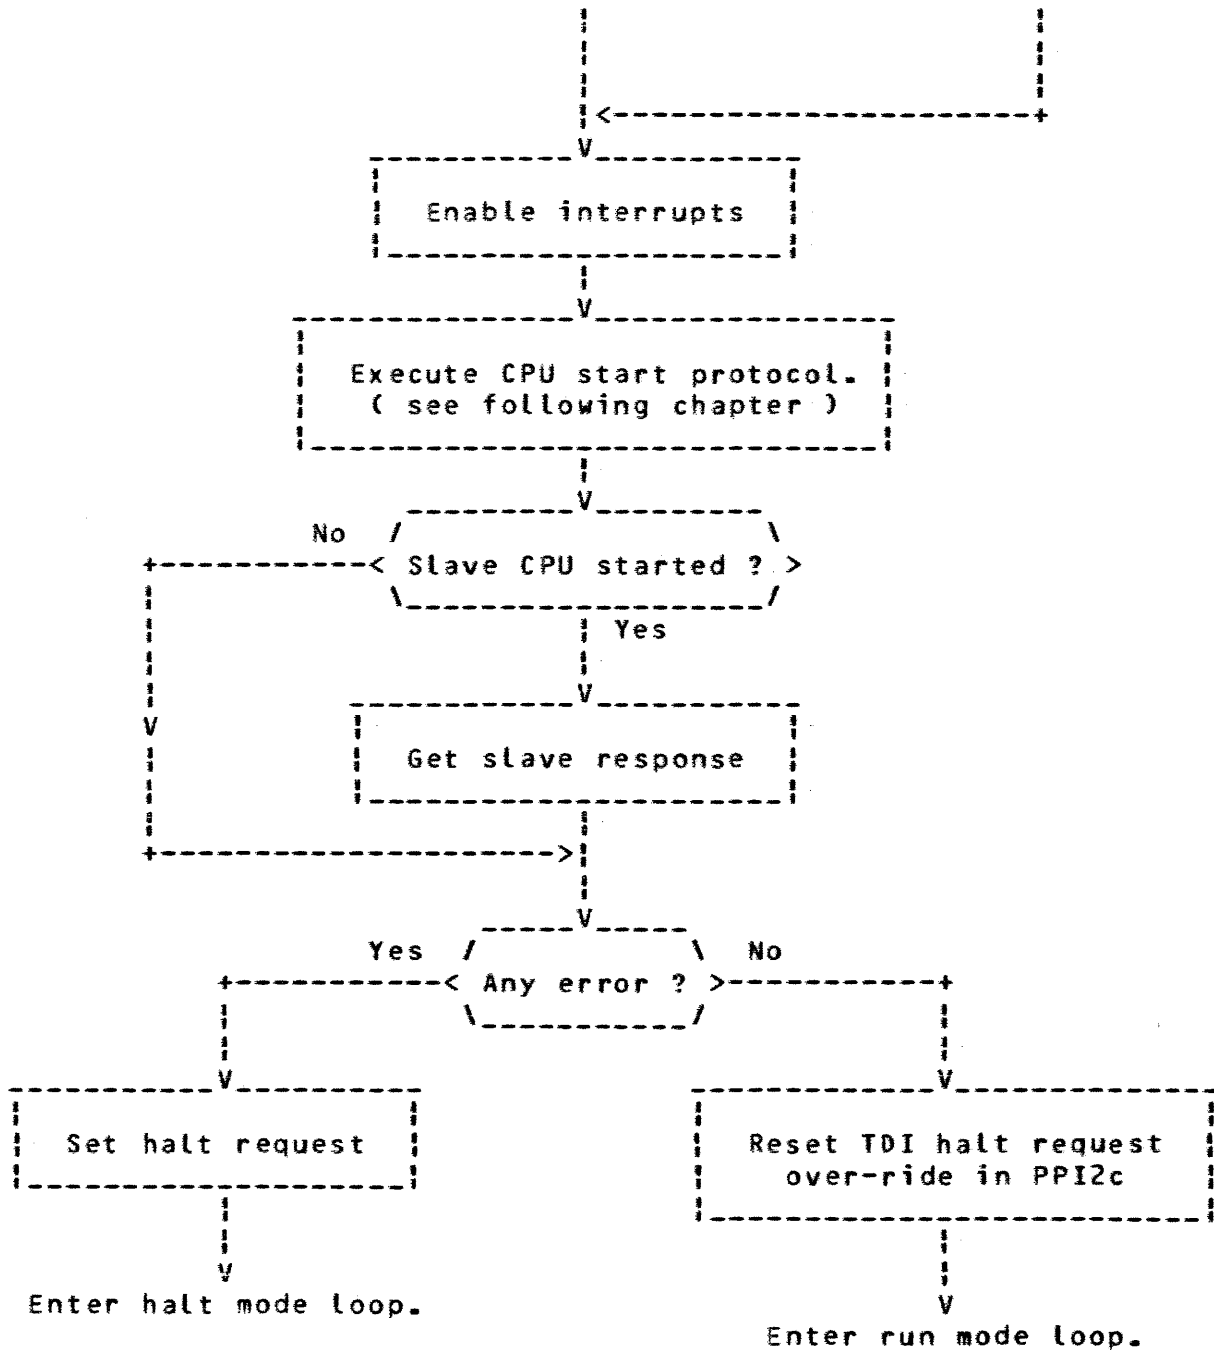 Enable interrupts
Execute CPU start protocol.
( see following chapter )
No
Slave CPU started ?
Yes
Get slave response
Yes
No
Any error ?
Set halt request
Reset TDI halt request
over-ride in PPI2c
Enter halt mode loop.
Enter run mode loop.